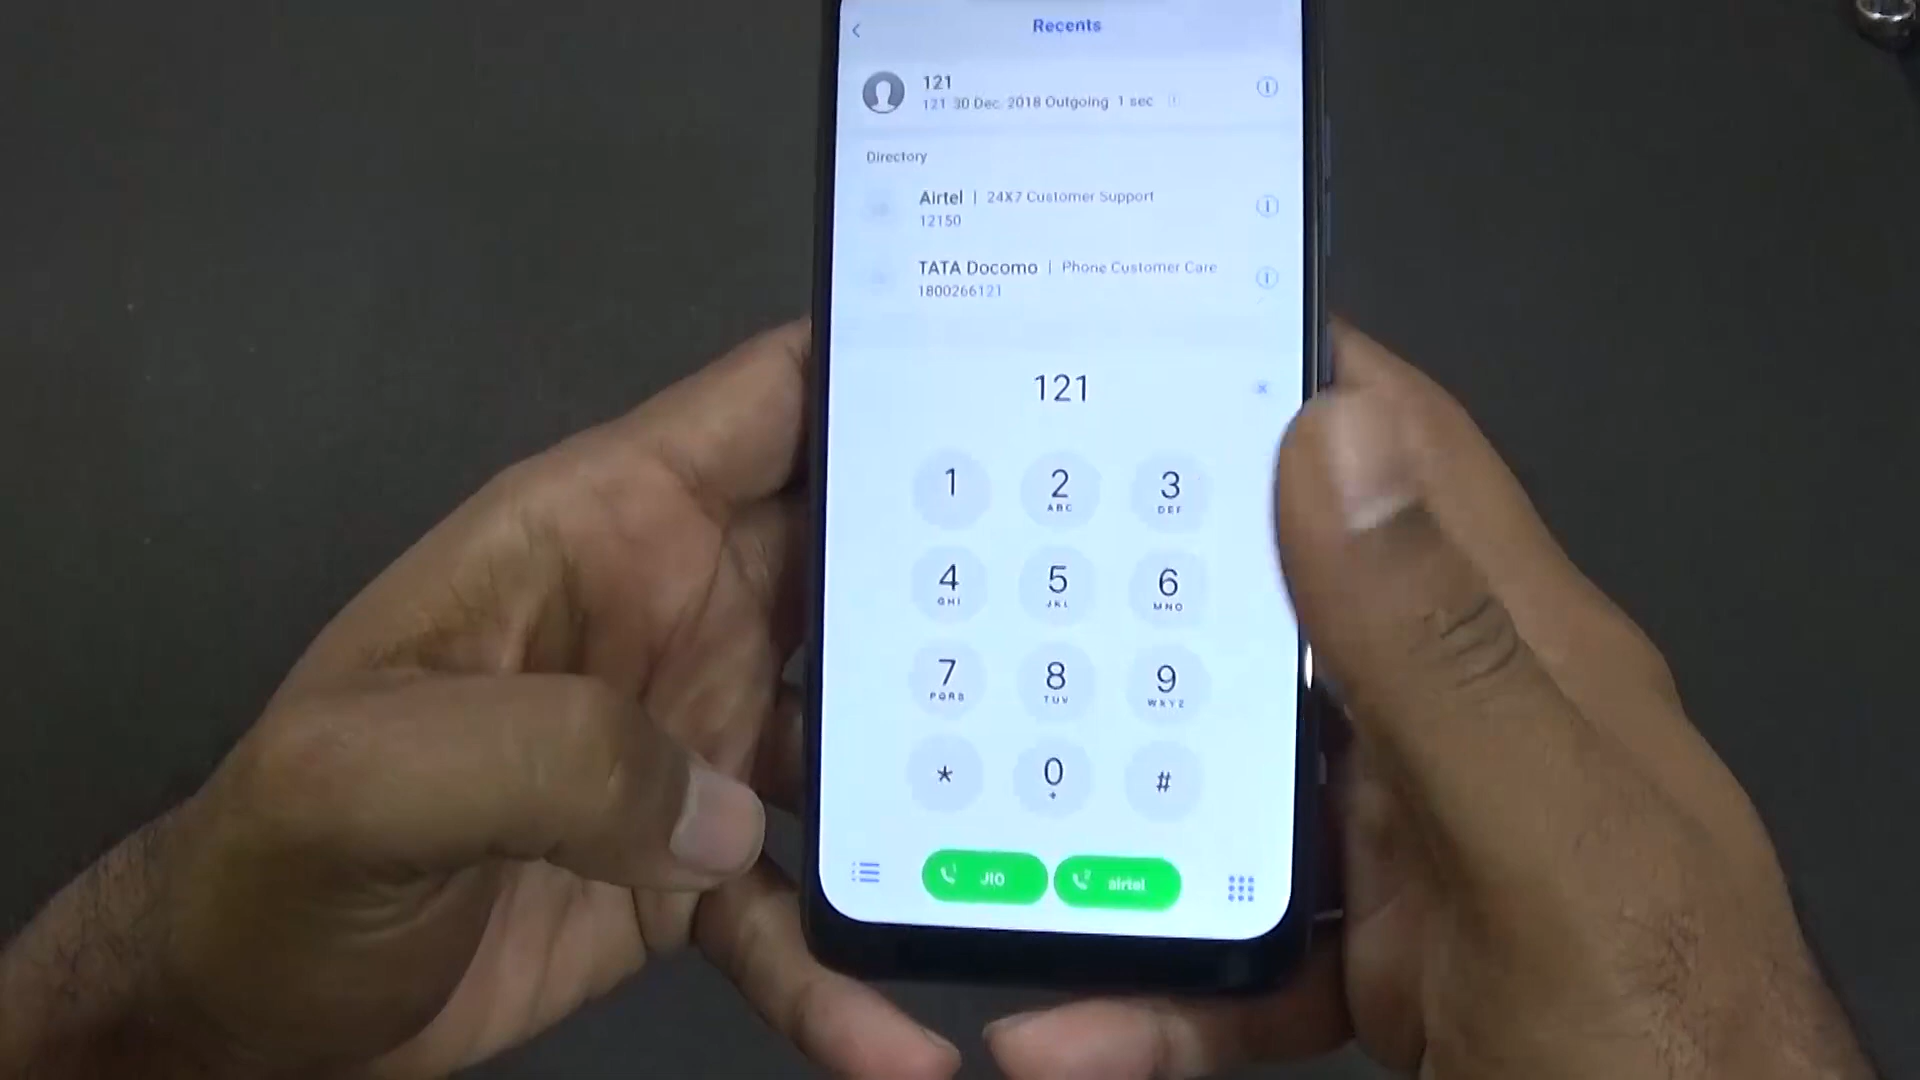 Recents
121
121 30 Dec. 2018 Outgoing 1 sec
Directory
Airtel | 24X7 Customer Support
12150
TATA Docomo | Phone Customer Care
1800266121
121
1 2 3
ABC DEF
4 5 6
GHI JKL MNO
7 8 9
PQRS TUV WXYZ
* 0 #
+
1 JIO 2 airtel